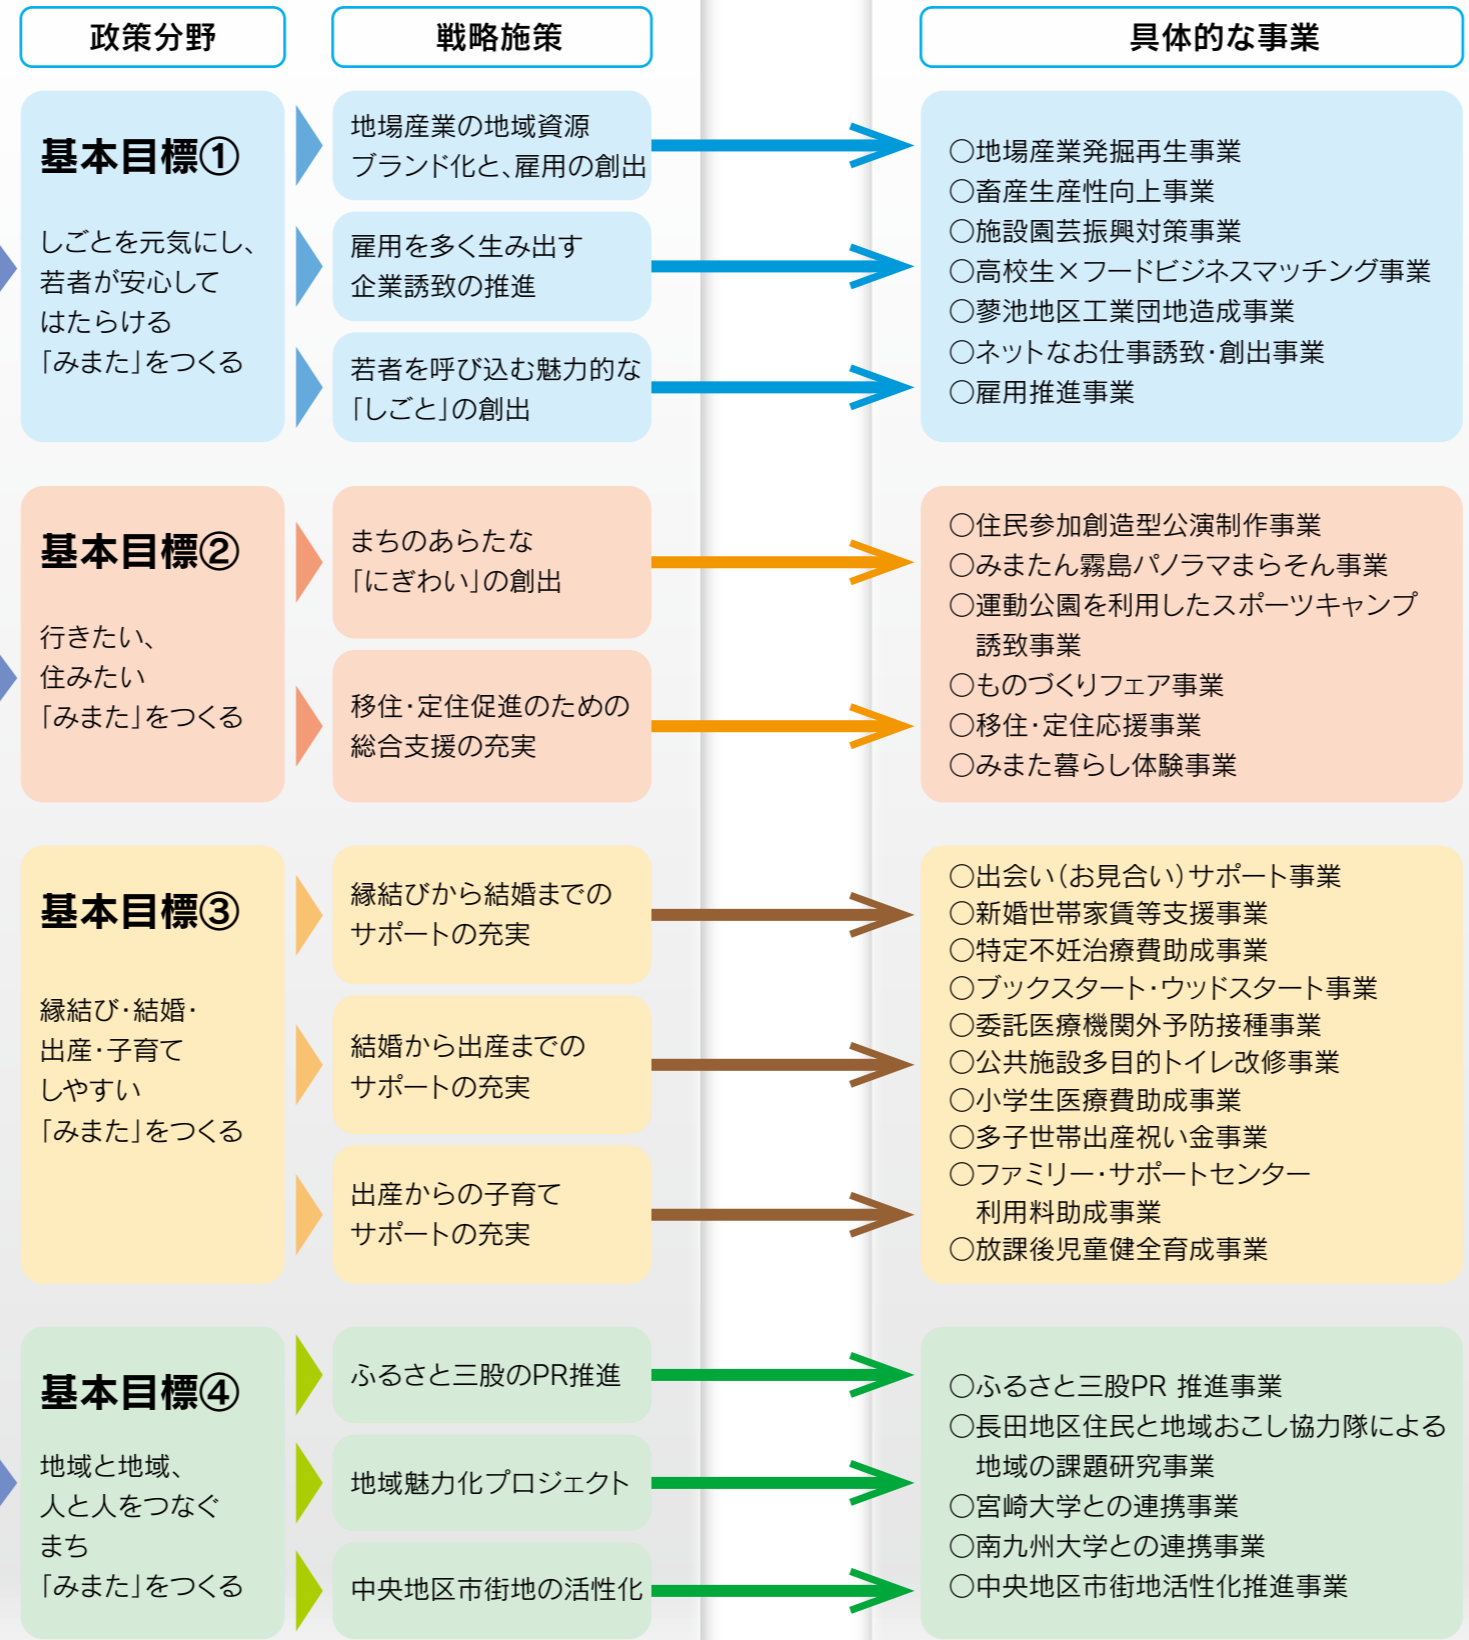 政策分野
戦略施策
具体的な事業
基本目標①
しごとを元気にし、
若者が安心して
はたらける
「みまた」をつくる
地場産業の地域資源
ブランド化と、雇用の創出
雇用を多く生み出す
企業誘致の推進
若者を呼び込む魅力的な
「しごと」の創出
○地場産業発掘再生事業
○畜産生産性向上事業
○施設園芸振興対策事業
○高校生×フードビジネスマッチング事業
○蓼池地区工業団地造成事業
○ネットなお仕事誘致・創出事業
○雇用推進事業
基本目標②
行きたい、
住みたい
「みまた」をつくる
まちのあらたな
「にぎわい」の創出
移住・定住促進のための
総合支援の充実
○住民参加創造型公演制作事業
○みまたん霧島パノラマまらそん事業
○運動公園を利用したスポーツキャンプ
誘致事業
○ものづくりフェア事業
○移住・定住応援事業
○みまた暮らし体験事業
基本目標③
縁結び・結婚・
出産・子育て
しやすい
「みまた」をつくる
縁結びから結婚までの
サポートの充実
結婚から出産までの
サポートの充実
出産からの子育て
サポートの充実
○出会い（お見合い）サポート事業
○新婚世帯家賃等支援事業
○特定不妊治療費助成事業
○ブックスタート・ウッドスタート事業
○委託医療機関外予防接種事業
○公共施設多目的トイレ改修事業
○小学生医療費助成事業
○多子世帯出産祝い金事業
○ファミリー・サポートセンター
利用料助成事業
○放課後児童健全育成事業
基本目標④
地域と地域、
人と人をつなぐ
まち
「みまた」をつくる
ふるさと三股のPR推進
地域魅力化プロジェクト
中央地区市街地の活性化
○ふるさと三股PR 推進事業
○長田地区住民と地域おこし協力隊による
地域の課題研究事業
○宮崎大学との連携事業
○南九州大学との連携事業
○中央地区市街地活性化推進事業